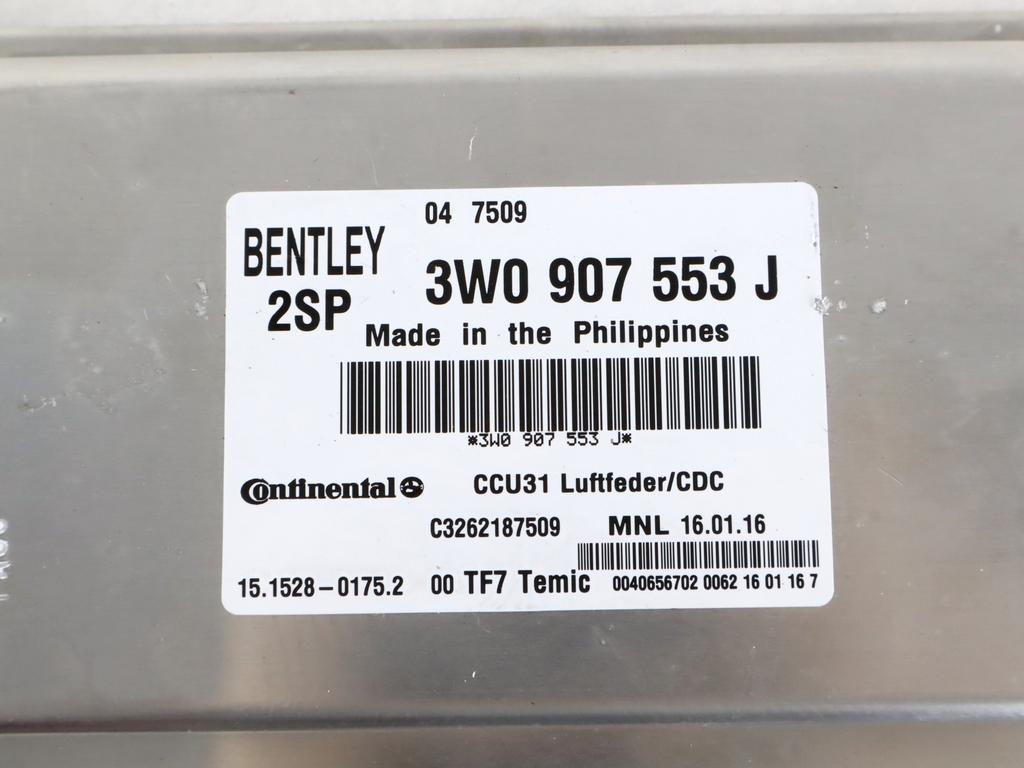 04 7509
BENTLEY
2SP
3W0 907 553 J
Made in the Philippines
*3W0 907 553 J*
Continental
CCU31 Luftfeder/CDC
C3262187509 MNL 16.01.16
15.1528-0175.2 00 TF7 Temic 0040656702 0062 16 01 16 7